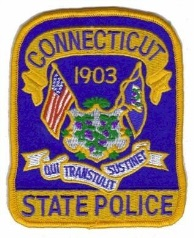 CONNECTICUT
1903
QUI TRANSTULIT SUSTINET
STATE POLICE